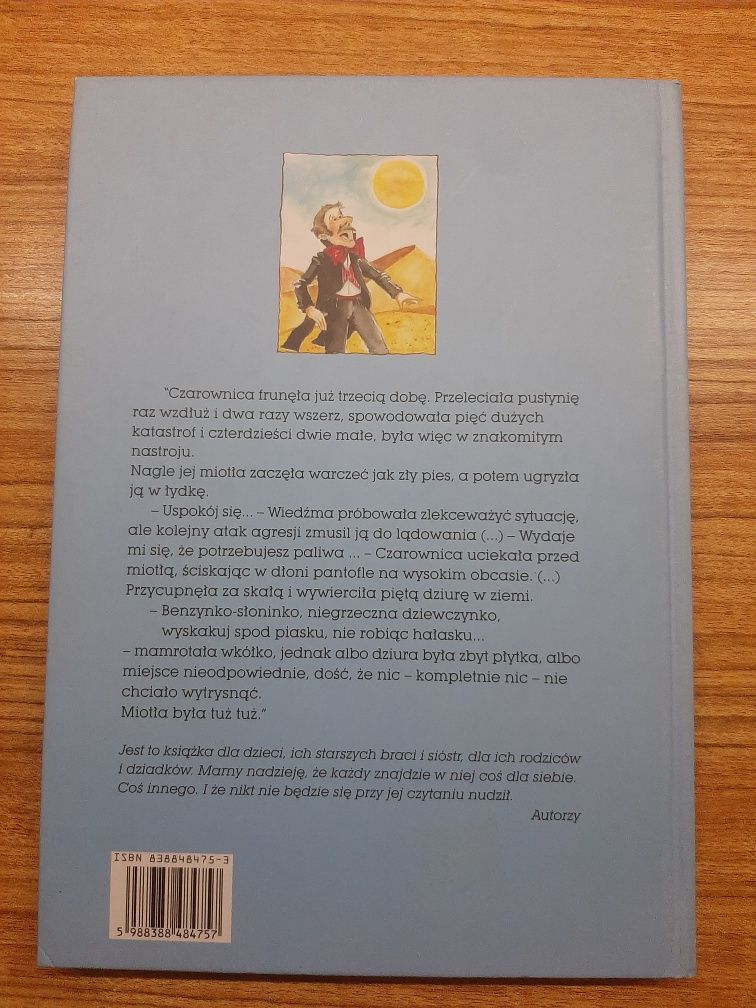 "Czarownica frunęła już trzecią dobę. Przeleciała pustynię
raz wzdłuż i dwa razy wszerz, spowodowała pięć dużych
katastrof i czterdzieści dwie małe, była więc w znakomitym
nastroju.
Nagle jej miotła zaczęła warczeć jak zły pies, a potem ugryzła
ją w łydkę.
– Uspokój się... – Wiedźma próbowała zlekceważyć sytuację,
ale kolejny atak agresji zmusil ją do lądowania (...) – Wydaje
mi się, że potrzebujesz paliwa ... – Czarownica uciekała przed
miotłą, ściskając w dłoni pantofle na wysokim obcasie. (...)
Przycupnęła za skałą i wywierciła piętą dziurę w ziemi.
– Benzynko-słoninko, niegrzeczna dziewczynko,
wyskakuj spod piasku, nie robiąc hałasku...
– mamrotała wkółko, jednak albo dziura była zbyt płytka, albo
miejsce nieodpowiednie, dość, że nic – kompletnie nic – nie
chciało wytrysnąć.
Miotła była tuż tuż."
Jest to książka dla dzieci, ich starszych braci i sióstr, dla ich rodziców
i dziadków. Mamy nadzieję, że każdy znajdzie w niej coś dla siebie.
Coś innego. I że nikt nie będzie się przy jej czytaniu nudził.
Autorzy
ISBN 838848475-3
5 988388 484757